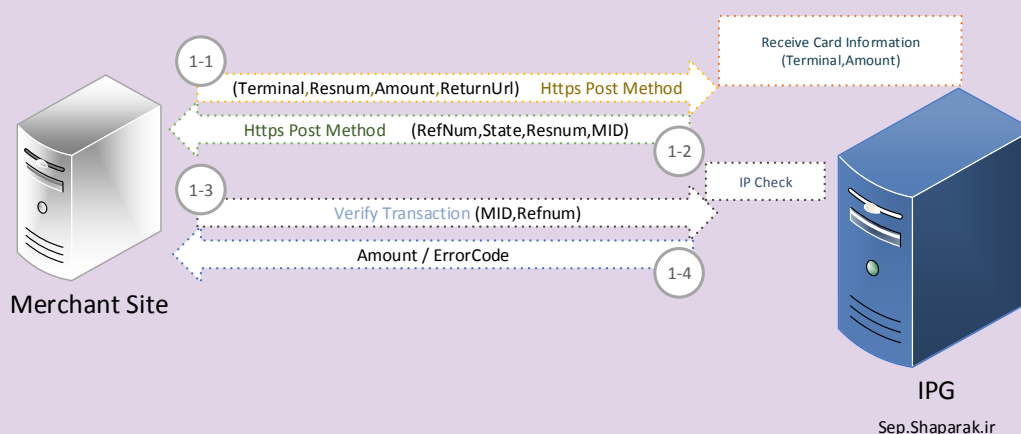 Receive Card Information
(Terminal,Amount)
1-1
(Terminal,Resnum,Amount,ReturnUrl) Https Post Method
Https Post Method (RefNum,State,Resnum,MID)
1-2
1-3
IP Check
Verify Transaction (MID,Refnum)
Amount / ErrorCode
1-4
Merchant Site
IPG
Sep.Shaparak.ir